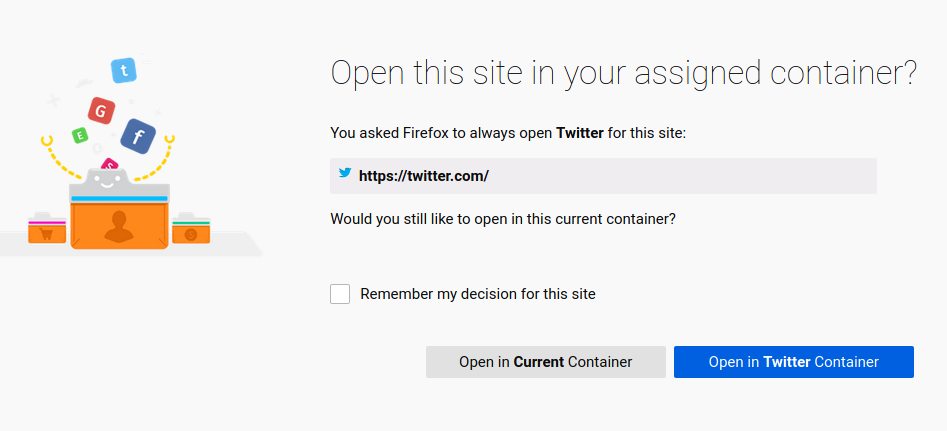 Open this site in your assigned container?
You asked Firefox to always open Twitter for this site:
https://twitter.com/
Would you still like to open in this current container?
Remember my decision for this site
Open in Current Container
Open in Twitter Container
t
G
E
f
S